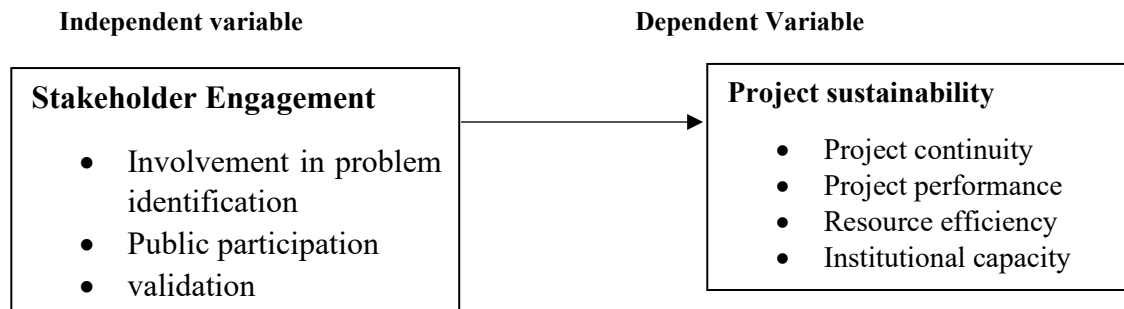 Independent variable
Dependent Variable
Stakeholder Engagement
• Involvement in problem
identification
• Public participation
• validation
Project sustainability
• Project continuity
• Project performance
• Resource efficiency
• Institutional capacity